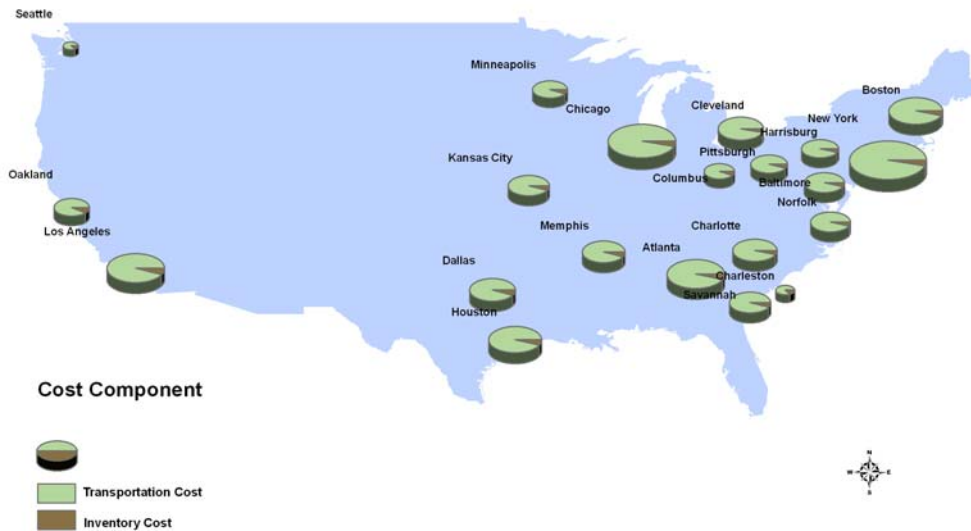 Seattle
Minneapolis
Chicago
Cleveland
Boston
New York
Harrisburg
Pittsburgh
Kansas City
Columbus
Baltimore
Oakland
Norfolk
Los Angeles
Memphis
Charlotte
Atlanta
Dallas
Charleston
Savannah
Houston
Cost Component
Transportation Cost
Inventory Cost
N
W
E
S